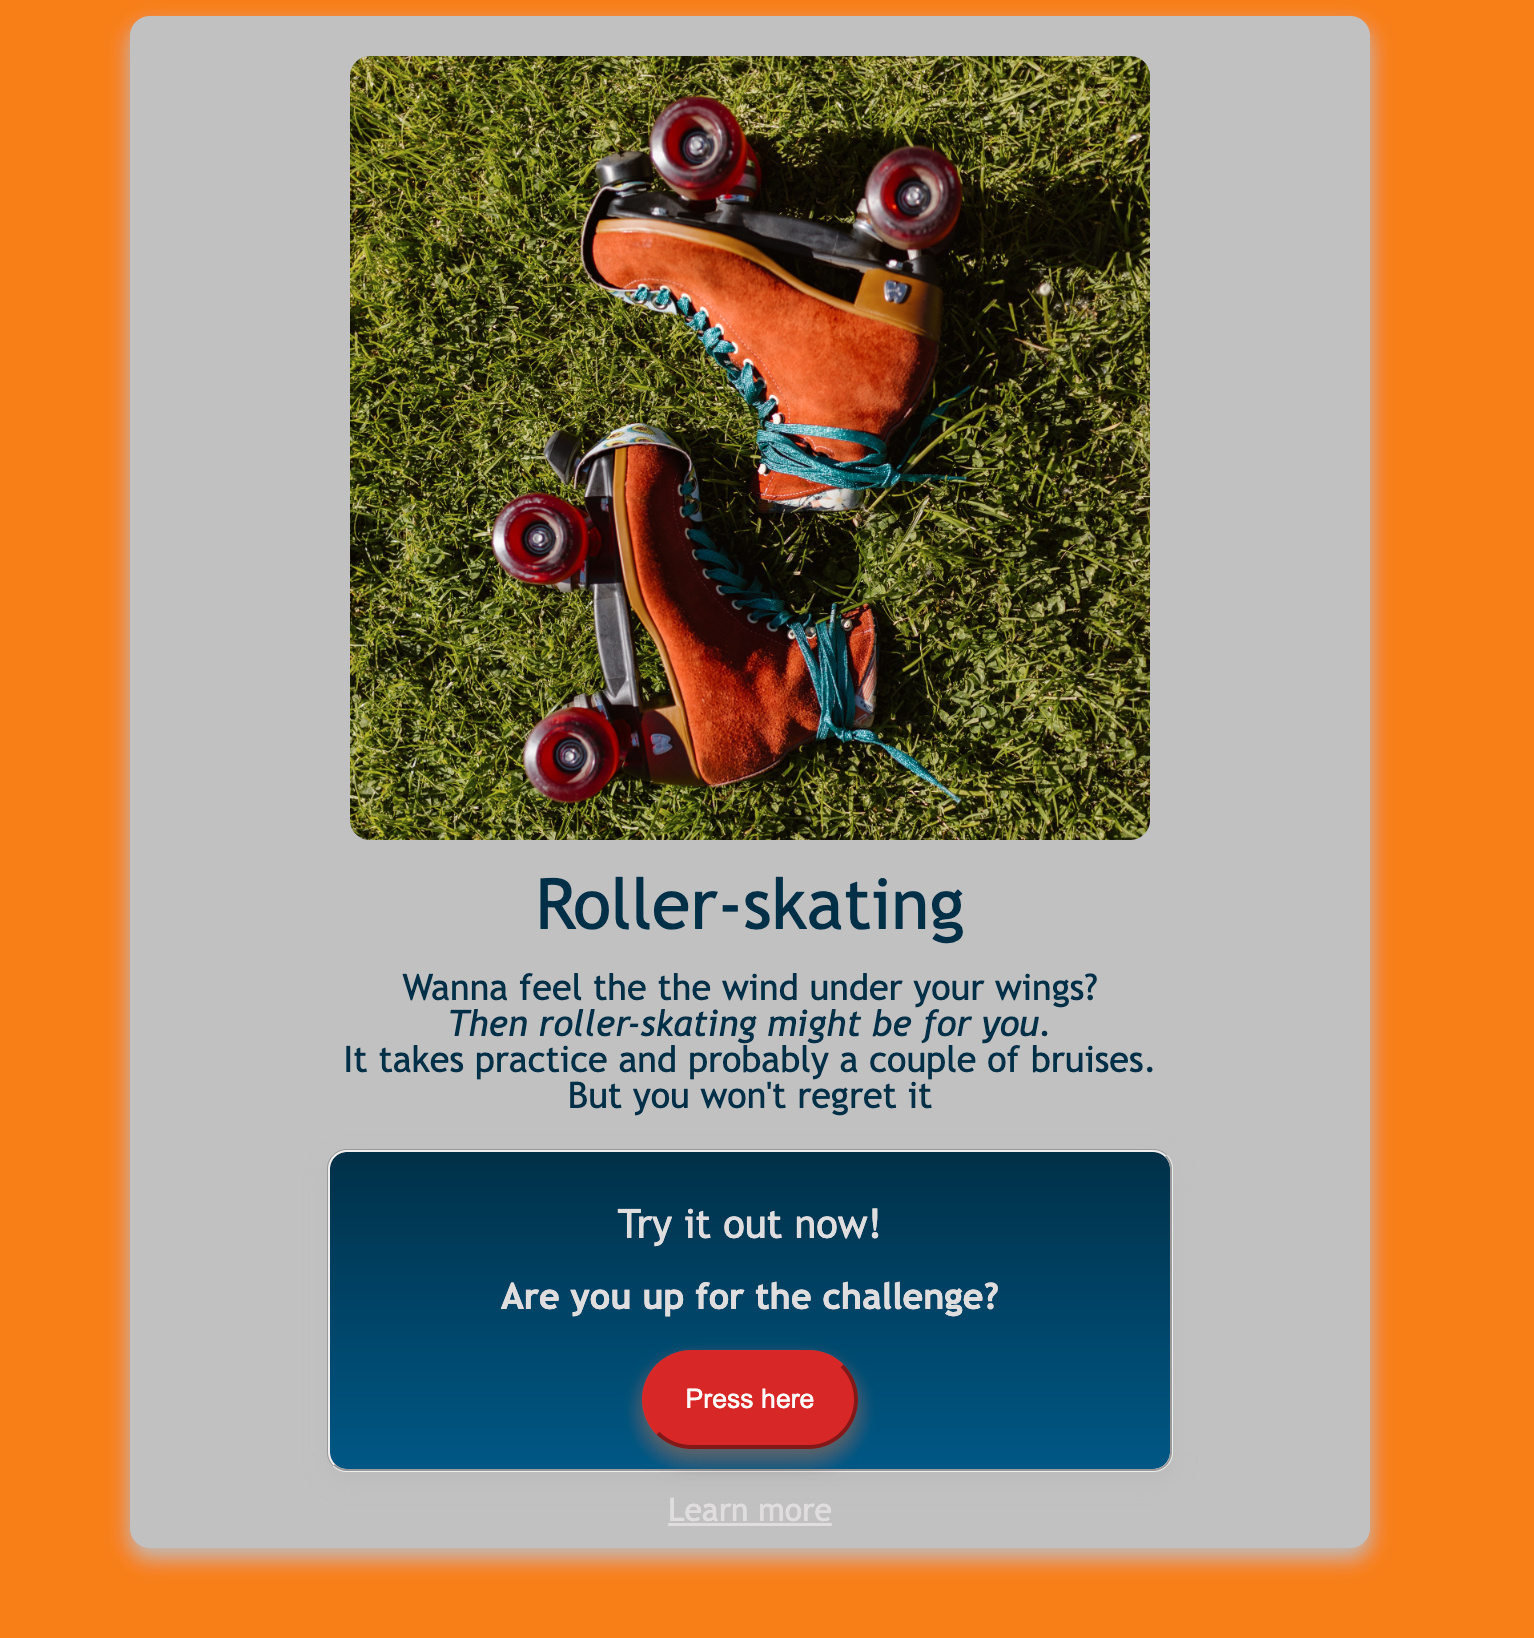 Roller-skating
Wanna feel the the wind under your wings?
Then roller-skating might be for you.
It takes practice and probably a couple of bruises.
But you won't regret it
Try it out now!
Are you up for the challenge?
Press here
Learn more